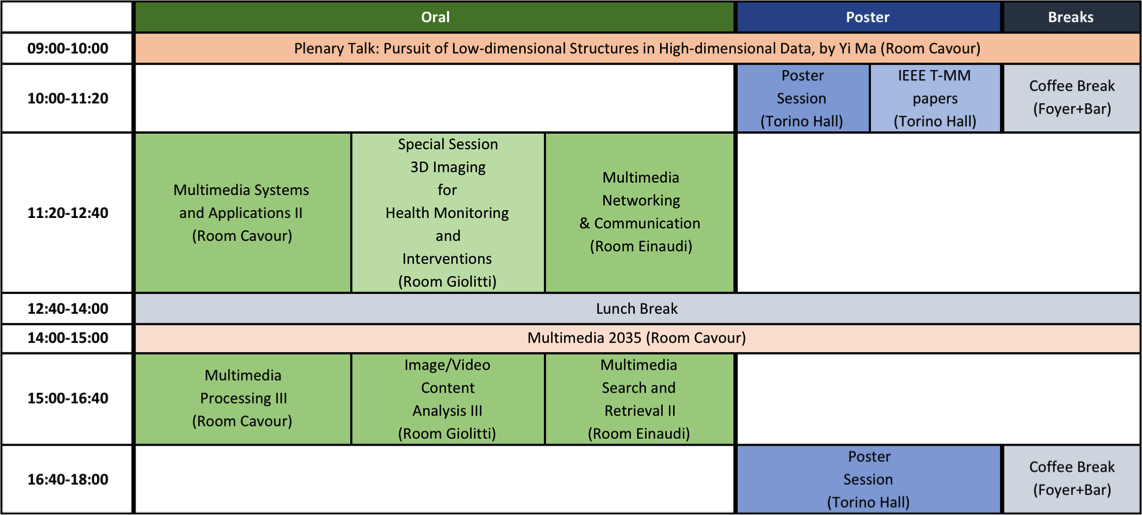 Oral
Poster
Breaks
09:00-10:00
Plenary Talk: Pursuit of Low-dimensional Structures in High-dimensional Data, by Yi Ma (Room Cavour)
10:00-11:20
Poster
Session
(Torino Hall)
IEEE T-MM
papers
(Torino Hall)
Coffee Break
(Foyer+Bar)
11:20-12:40
Multimedia Systems
and Applications II
(Room Cavour)
Special Session
3D Imaging
for
Health Monitoring
and
Interventions
(Room Giolitti)
Multimedia
Networking
& Communication
(Room Einaudi)
12:40-14:00
Lunch Break
14:00-15:00
Multimedia 2035 (Room Cavour)
15:00-16:40
Multimedia
Processing III
(Room Cavour)
Image/Video
Content
Analysis III
(Room Giolitti)
Multimedia
Search and
Retrieval II
(Room Einaudi)
16:40-18:00
Poster
Session
(Torino Hall)
Coffee Break
(Foyer+Bar)